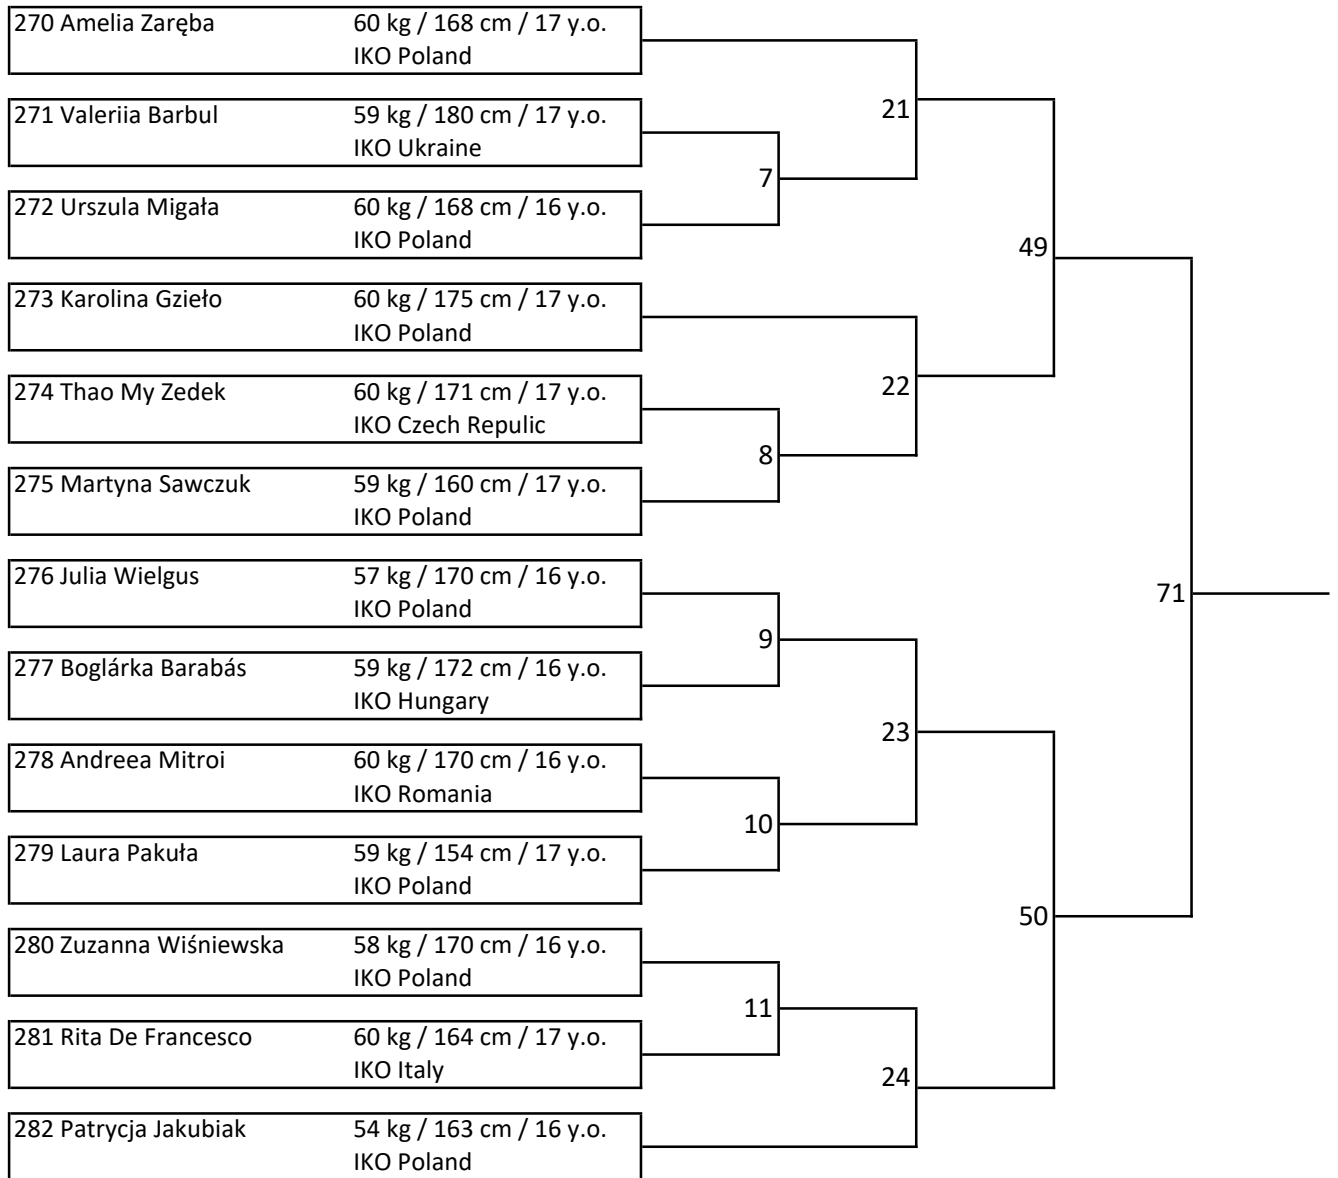 270 Amelia Zaręba 60 kg / 168 cm / 17 y.o.
IKO Poland
271 Valeriia Barbul 59 kg / 180 cm / 17 y.o.
IKO Ukraine
272 Urszula Migała 60 kg / 168 cm / 16 y.o.
IKO Poland
273 Karolina Gzieło 60 kg / 175 cm / 17 y.o.
IKO Poland
274 Thao My Zedek 60 kg / 171 cm / 17 y.o.
IKO Czech Repulic
275 Martyna Sawczuk 59 kg / 160 cm / 17 y.o.
IKO Poland
276 Julia Wielgus 57 kg / 170 cm / 16 y.o.
IKO Poland
277 Boglárka Barabás 59 kg / 172 cm / 16 y.o.
IKO Hungary
278 Andreea Mitroi 60 kg / 170 cm / 16 y.o.
IKO Romania
279 Laura Pakuła 59 kg / 154 cm / 17 y.o.
IKO Poland
280 Zuzanna Wiśniewska 58 kg / 170 cm / 16 y.o.
IKO Poland
281 Rita De Francesco 60 kg / 164 cm / 17 y.o.
IKO Italy
282 Patrycja Jakubiak 54 kg / 163 cm / 16 y.o.
IKO Poland
7
8
9
10
11
21
22
23
24
49
50
71